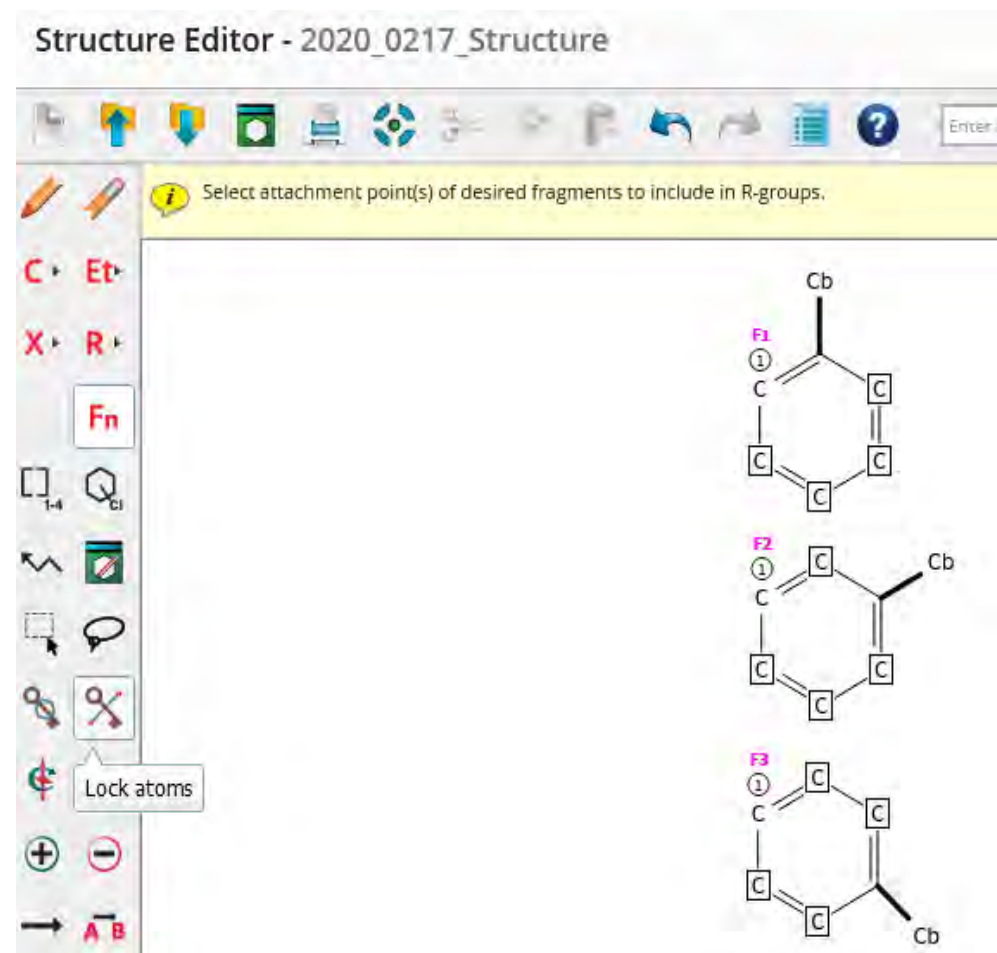 Structure Editor - 2020_0217_Structure
?
i Select attachment point(s) of desired fragments to include in R-groups.
C Et
X R
Fn
1-4 Cl
Lock atoms
+ −
A B
Cb
F1
1
C C
C C
C
F2
1
C Cb
C
C C
C
F3
1
C
C C
C
C
Cb